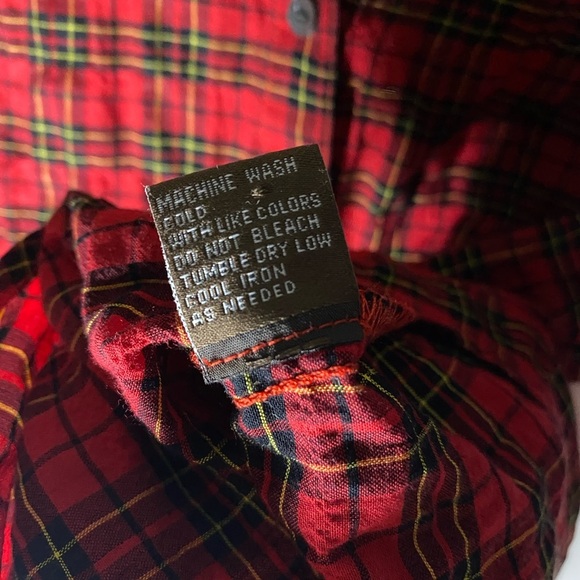 MACHINE WASH
COLD
WITH LIKE COLORS
DO NOT BLEACH
TUMBLE DRY LOW
COOL IRON
AS NEEDED